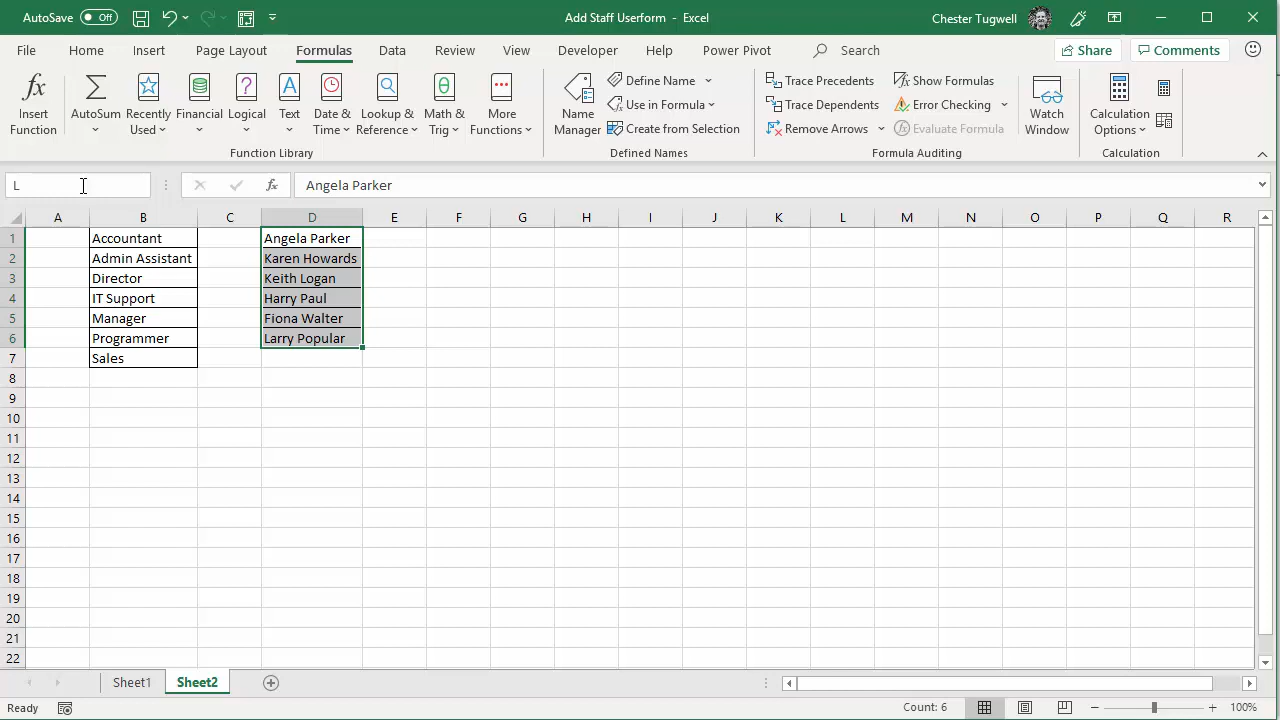 AutoSave Off Add Staff Userform - Excel Chester Tugwell
File Home Insert Page Layout Formulas Data Review View Developer Help Power Pivot Search Share Comments
fx Σ ? A θ
Insert Function AutoSum Recently Used Financial Logical Text Date & Time Lookup & Reference Math & Trig More Functions
Function Library
Name Manager Define Name
Use in Formula
Create from Selection
Defined Names
Trace Precedents Show Formulas
Trace Dependents Error Checking
Remove Arrows Evaluate Formula
Formula Auditing
Watch Window
Calculation Options
Calculation
L fx Angela Parker
A B C D E F G H I J K L M N O P Q R
1 Accountant Angela Parker
2 Admin Assistant Karen Howards
3 Director Keith Logan
4 IT Support Harry Paul
5 Manager Fiona Walter
6 Programmer Larry Popular
7 Sales
8
9
10
11
12
13
14
15
16
17
18
19
20
21
22
Sheet1 Sheet2
Ready Count: 6 100%